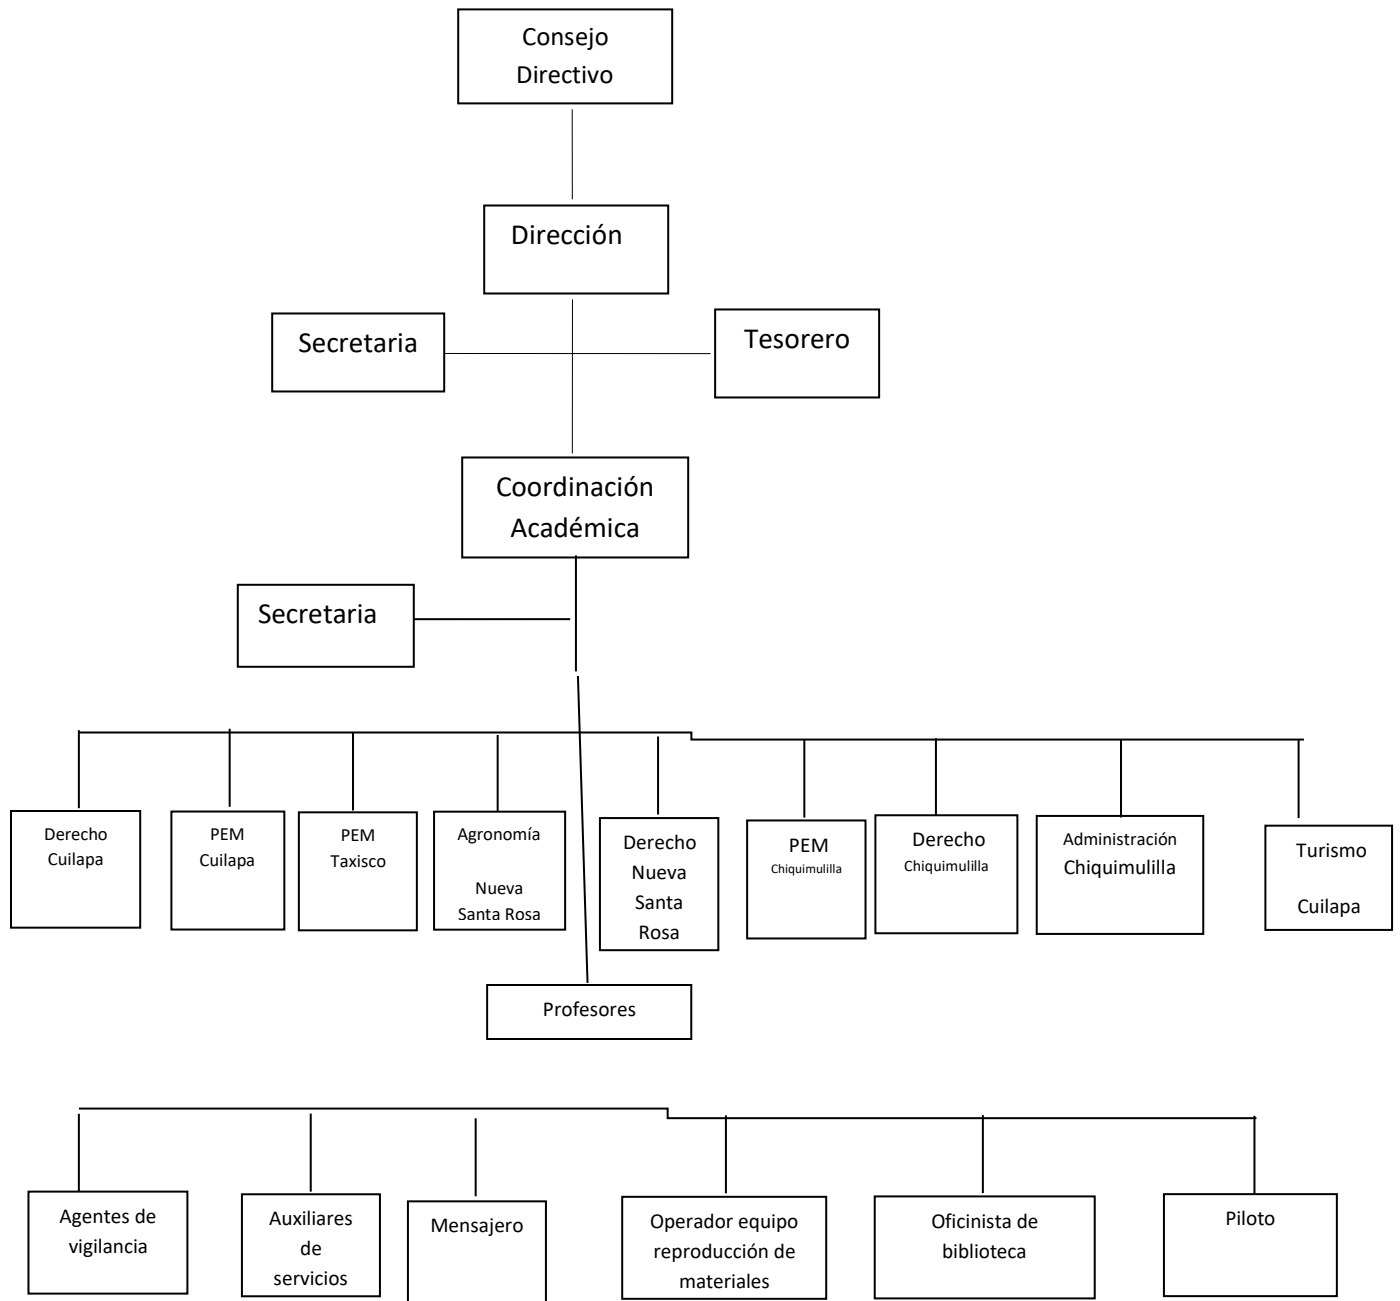 Consejo
Directivo
Dirección
Secretaria
Tesorero
Coordinación
Académica
Secretaria
Derecho
Cuilapa
PEM
Cuilapa
PEM
Taxisco
Agronomía
Nueva
Santa Rosa
Derecho
Nueva
Santa
Rosa
PEM
Chiquimulilla
Derecho
Chiquimulilla
Administración
Chiquimulilla
Turismo
Cuilapa
Profesores
Agentes de
vigilancia
Auxiliares
de
servicios
Mensajero
Operador equipo
reproducción de
materiales
Oficinista de
biblioteca
Piloto